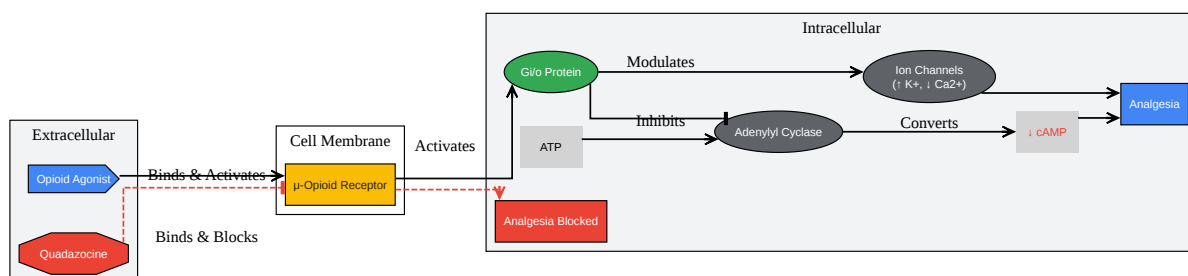 Extracellular
Opioid Agonist
Quadazocine
Binds & Activates
Binds & Blocks
Cell Membrane
μ-Opioid Receptor
Activates
Intracellular
Gi/o Protein
Modulates
Ion Channels
(↑ K+, ↓ Ca2+)
ATP
Inhibits
Adenylyl Cyclase
Converts
↓ cAMP
Analgesia
Analgesia Blocked